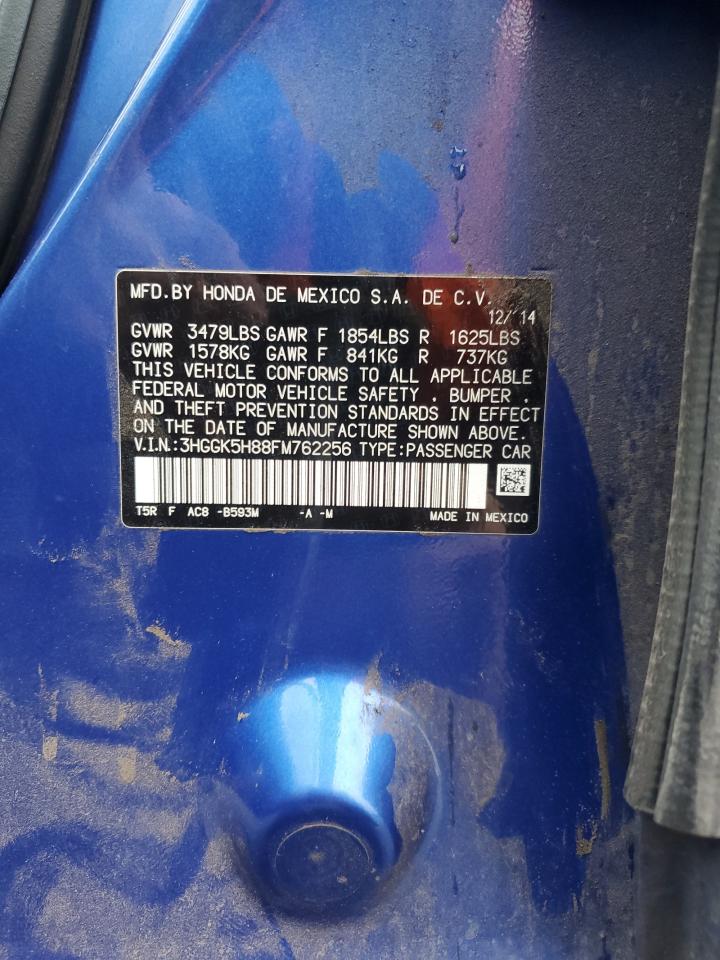 MFD.BY HONDA DE MEXICO S.A. DE C.V.
12/14
GVWR 3479LBS GAWR F 1854LBS R 1625LBS
GVWR 1578KG GAWR F 841KG R 737KG
THIS VEHICLE CONFORMS TO ALL APPLICABLE
FEDERAL MOTOR VEHICLE SAFETY , BUMPER ,
AND THEFT PREVENTION STANDARDS IN EFFECT
ON THE DATE OF MANUFACTURE SHOWN ABOVE.
V.I.N.:3HGGK5H88FM762256 TYPE:PASSENGER CAR
T5R F AC8 -B593M -A -M MADE IN MEXICO